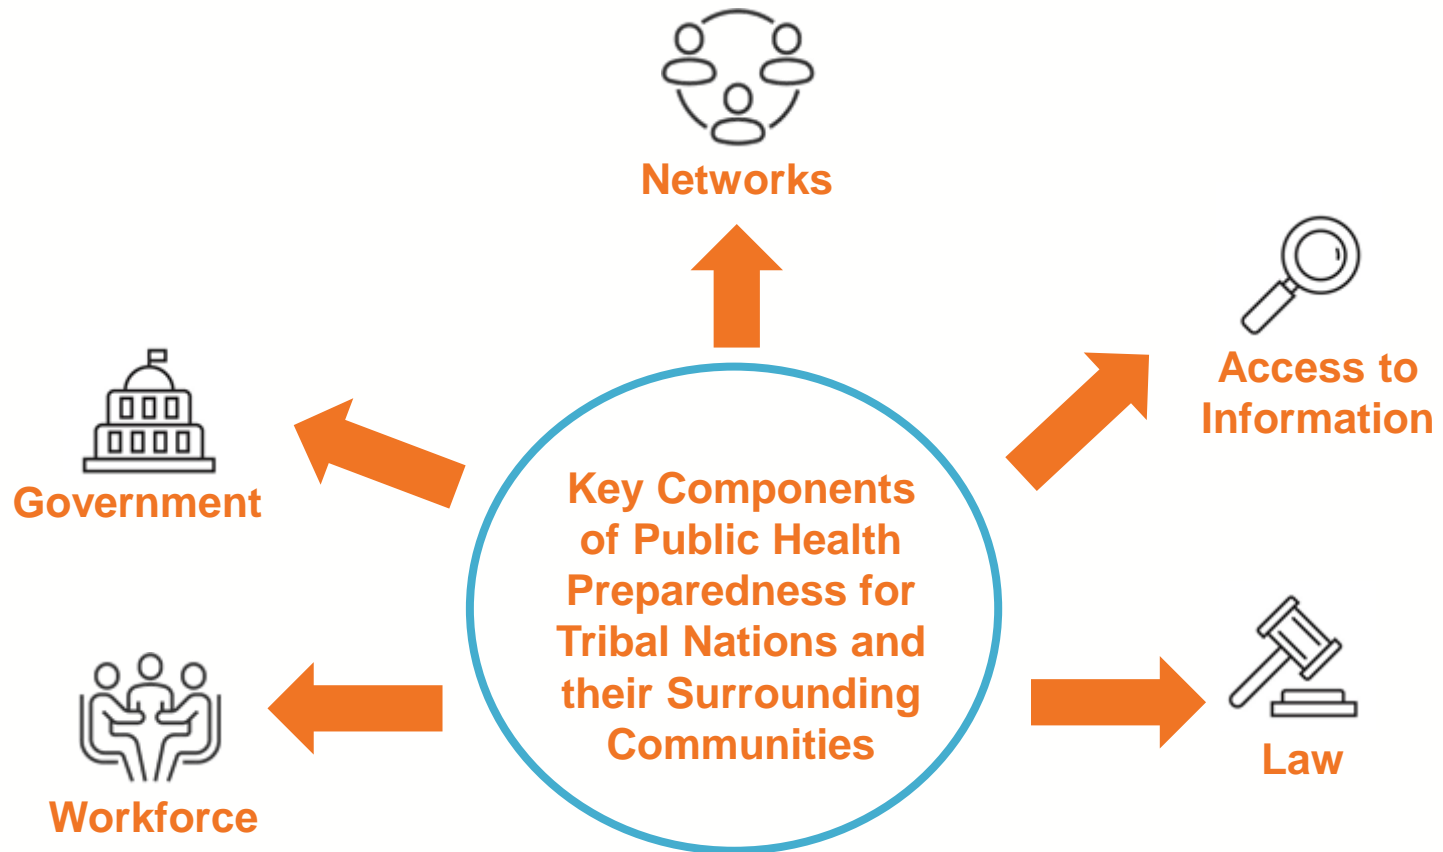 Networks
Access to
Information
Government
Key Components
of Public Health
Preparedness for
Tribal Nations and
their Surrounding
Communities
Law
Workforce